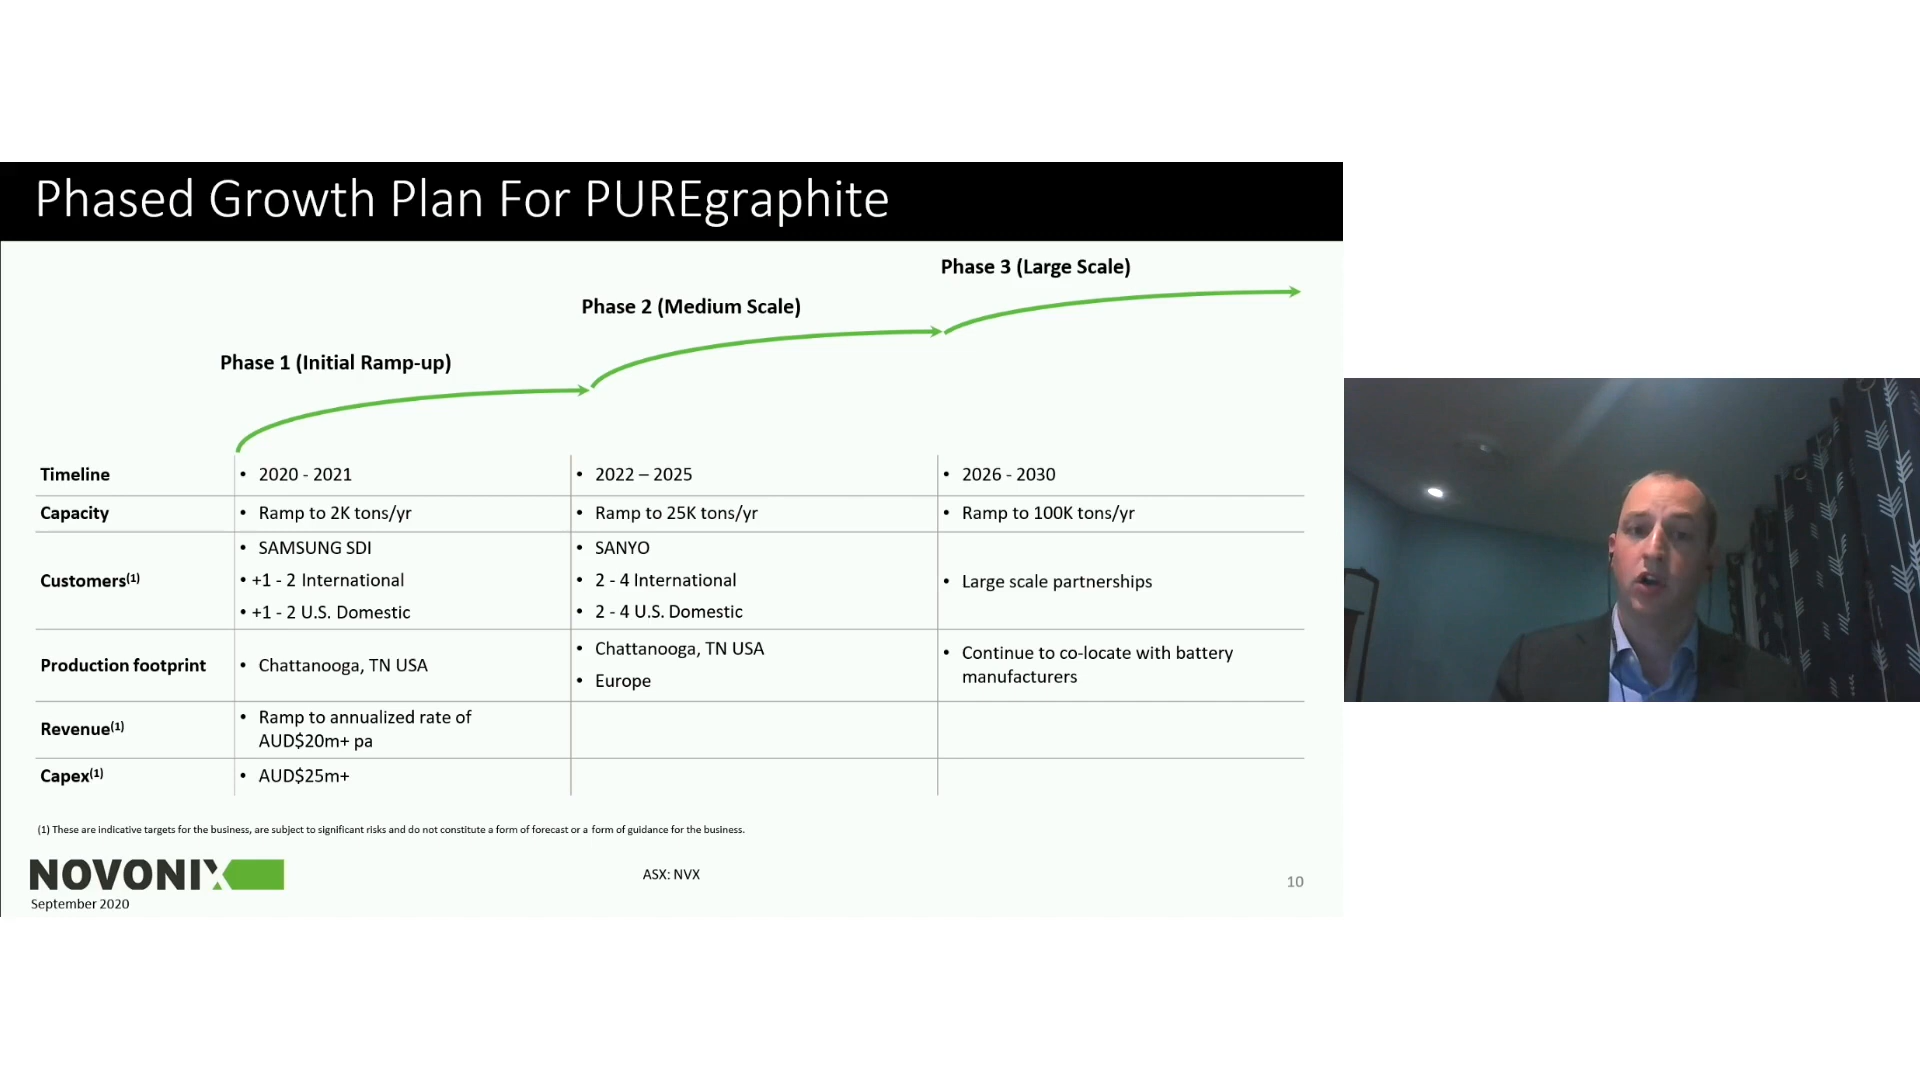 Phased Growth Plan For PUREgraphite
Phase 3 (Large Scale)
Phase 2 (Medium Scale)
Phase 1 (Initial Ramp-up)
Timeline
• 2020 - 2021
• 2022 – 2025
• 2026 - 2030
Capacity
• Ramp to 2K tons/yr
• Ramp to 25K tons/yr
• Ramp to 100K tons/yr
Customers(1)
• SAMSUNG SDI
• +1 - 2 International
• +1 - 2 U.S. Domestic
• SANYO
• 2 - 4 International
• 2 - 4 U.S. Domestic
• Large scale partnerships
Production footprint
• Chattanooga, TN USA
• Chattanooga, TN USA
• Europe
• Continue to co-locate with battery
manufacturers
Revenue(1)
• Ramp to annualized rate of
AUD$20m+ pa
Capex(1)
• AUD$25m+
(1) These are indicative targets for the business, are subject to significant risks and do not constitute a form of forecast or a form of guidance for the business.
NOVONIX
September 2020
ASX: NVX
10